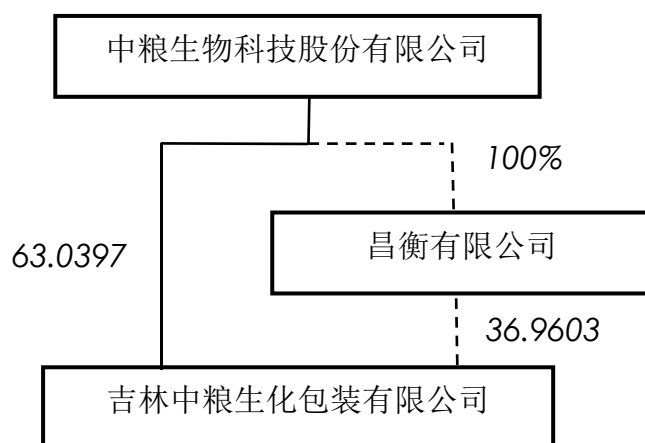 中粮生物科技股份有限公司
100%
昌衡有限公司
63.0397
36.9603
吉林中粮生化包装有限公司